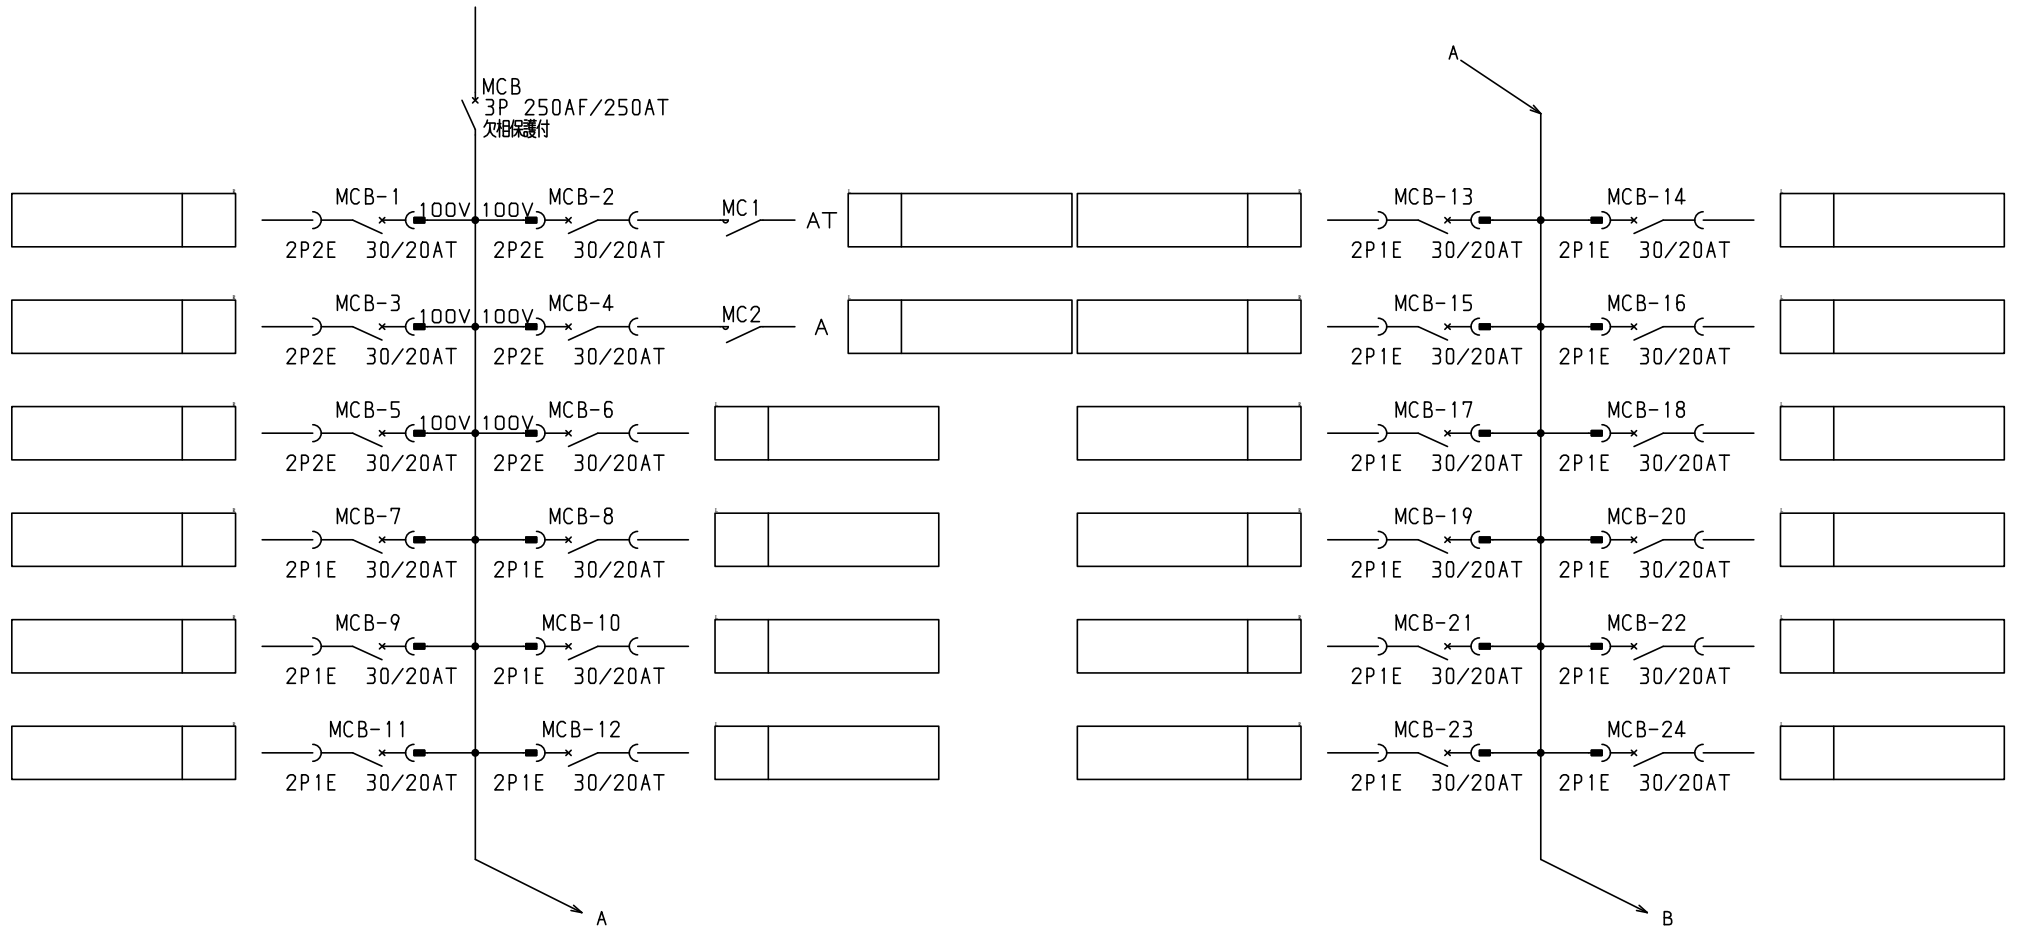 MCB
3P 250AF/250AT
欠相保護付
MCB-1 100V 100V MCB-2 MC1 AT
2P2E 30/20AT 2P2E 30/20AT
MCB-3 100V 100V MCB-4 MC2 A
2P2E 30/20AT 2P2E 30/20AT
MCB-5 100V 100V MCB-6
2P2E 30/20AT 2P2E 30/20AT
MCB-7 MCB-8
2P1E 30/20AT 2P1E 30/20AT
MCB-9 MCB-10
2P1E 30/20AT 2P1E 30/20AT
MCB-11 MCB-12
2P1E 30/20AT 2P1E 30/20AT
A
A
MCB-13 MCB-14
2P1E 30/20AT 2P1E 30/20AT
MCB-15 MCB-16
2P1E 30/20AT 2P1E 30/20AT
MCB-17 MCB-18
2P1E 30/20AT 2P1E 30/20AT
MCB-19 MCB-20
2P1E 30/20AT 2P1E 30/20AT
MCB-21 MCB-22
2P1E 30/20AT 2P1E 30/20AT
MCB-23 MCB-24
2P1E 30/20AT 2P1E 30/20AT
B